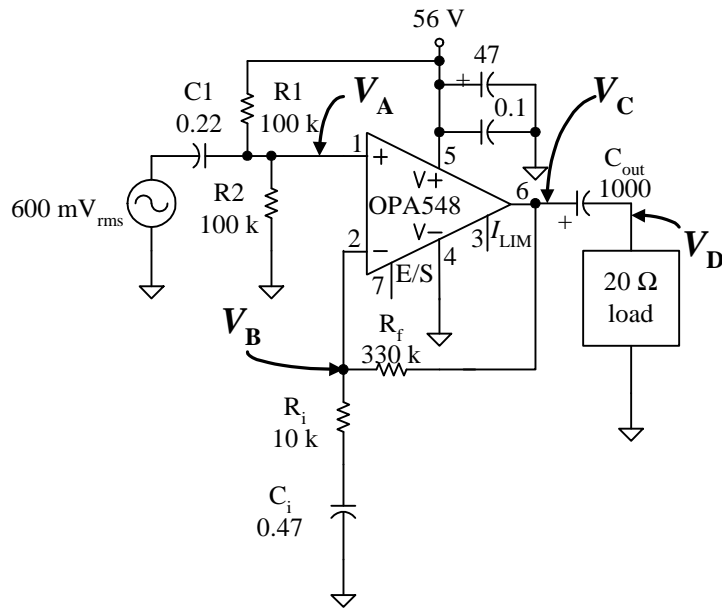 56 V
47
+
0.1
C1
0.22
R1
100 k
V_A
V_C
1
+
5
V+
6
C_out
1000
+
600 mV_rms
R2
100 k
OPA548
V−
2
−
4
3
I_LIM
7
E/S
V_D
20 Ω
load
V_B
R_f
330 k
R_i
10 k
C_i
0.47